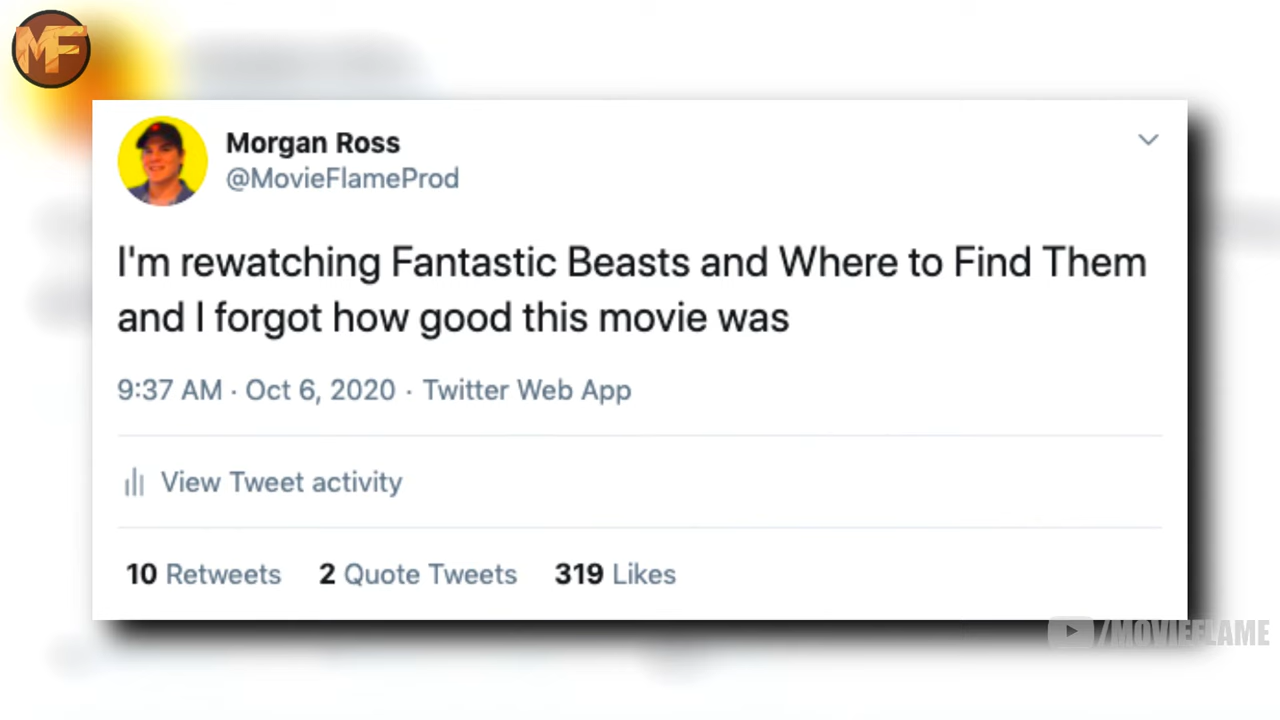 MF
Morgan Ross
@MovieFlameProd
I'm rewatching Fantastic Beasts and Where to Find Them
and I forgot how good this movie was
9:37 AM · Oct 6, 2020 · Twitter Web App
View Tweet activity
10 Retweets 2 Quote Tweets 319 Likes
/MOVIEFLAME